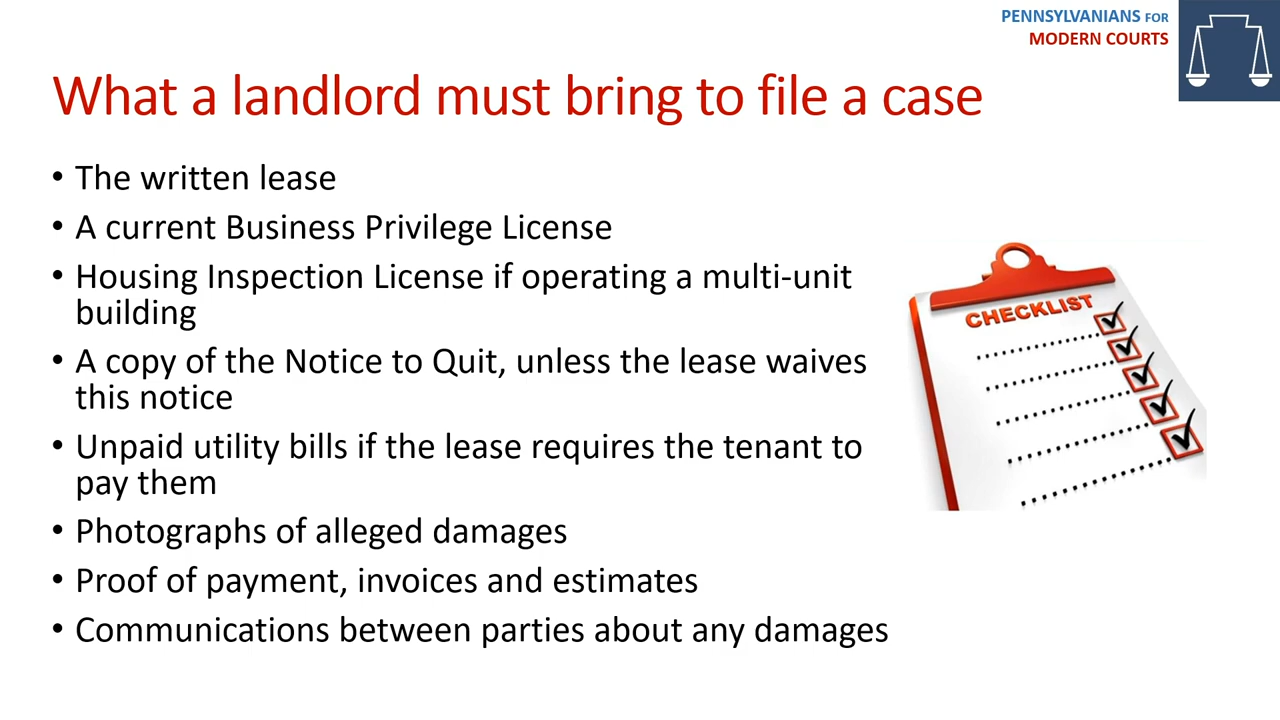 PENNSYLVANIANS FOR
MODERN COURTS
What a landlord must bring to file a case
• The written lease
• A current Business Privilege License
• Housing Inspection License if operating a multi-unit
building
• A copy of the Notice to Quit, unless the lease waives
this notice
• Unpaid utility bills if the lease requires the tenant to
pay them
• Photographs of alleged damages
• Proof of payment, invoices and estimates
• Communications between parties about any damages
CHECKLIST